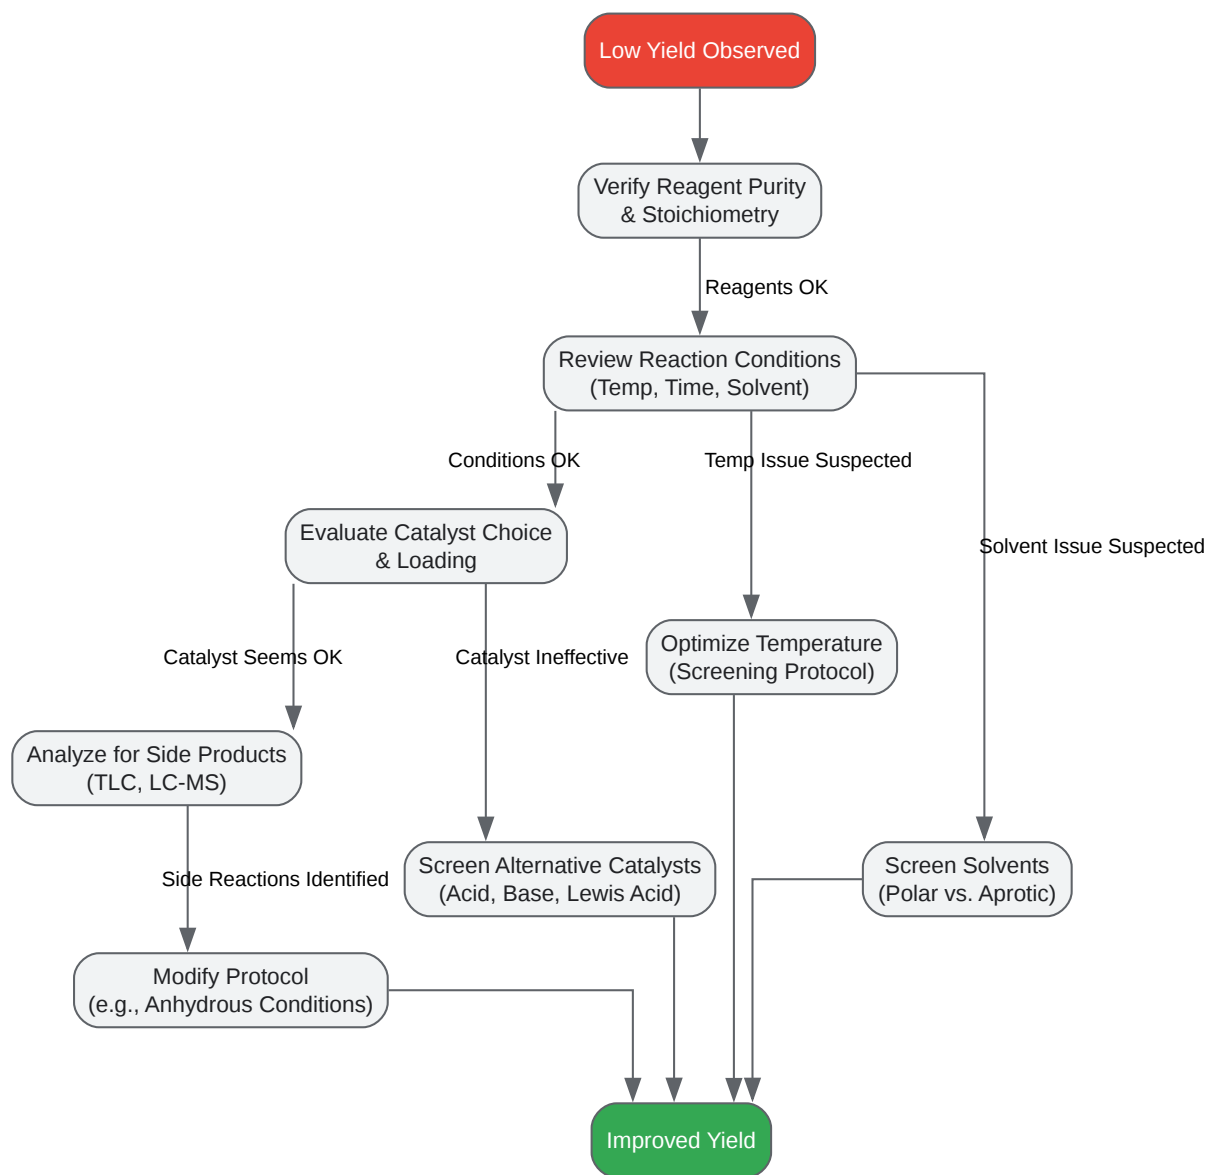 Low Yield Observed
Verify Reagent Purity
& Stoichiometry
Reagents OK
Review Reaction Conditions
(Temp, Time, Solvent)
Conditions OK
Temp Issue Suspected
Evaluate Catalyst Choice
& Loading
Solvent Issue Suspected
Catalyst Seems OK
Catalyst Ineffective
Optimize Temperature
(Screening Protocol)
Analyze for Side Products
(TLC, LC-MS)
Side Reactions Identified
Screen Alternative Catalysts
(Acid, Base, Lewis Acid)
Screen Solvents
(Polar vs. Aprotic)
Modify Protocol
(e.g., Anhydrous Conditions)
Improved Yield